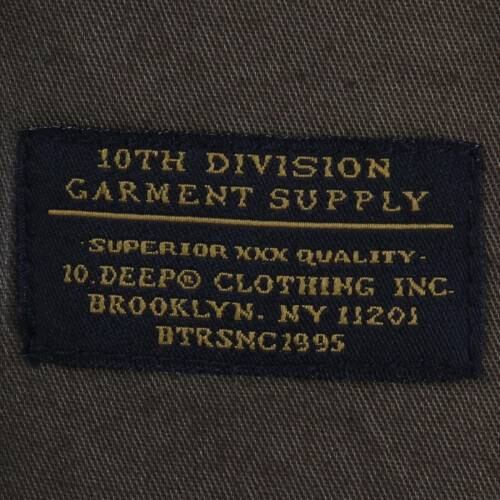 10TH DIVISION
GARMENT SUPPLY
·SUPERIOR XXX QUALITY·
10.DEEP® CLOTHING INC.
BROOKLYN. NY 11201
BTRSNC1995